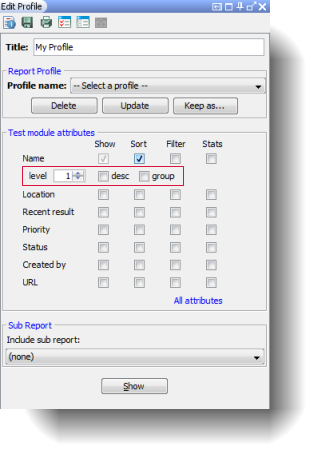 Edit Profile
Title: My Profile
Report Profile
Profile name: -- Select a profile --
Delete Update Keep as...
Test module attributes
Show Sort Filter Stats
Name
level 1 desc group
Location
Recent result
Priority
Status
Created by
URL
All attributes
Sub Report
Include sub report:
(none)
Show